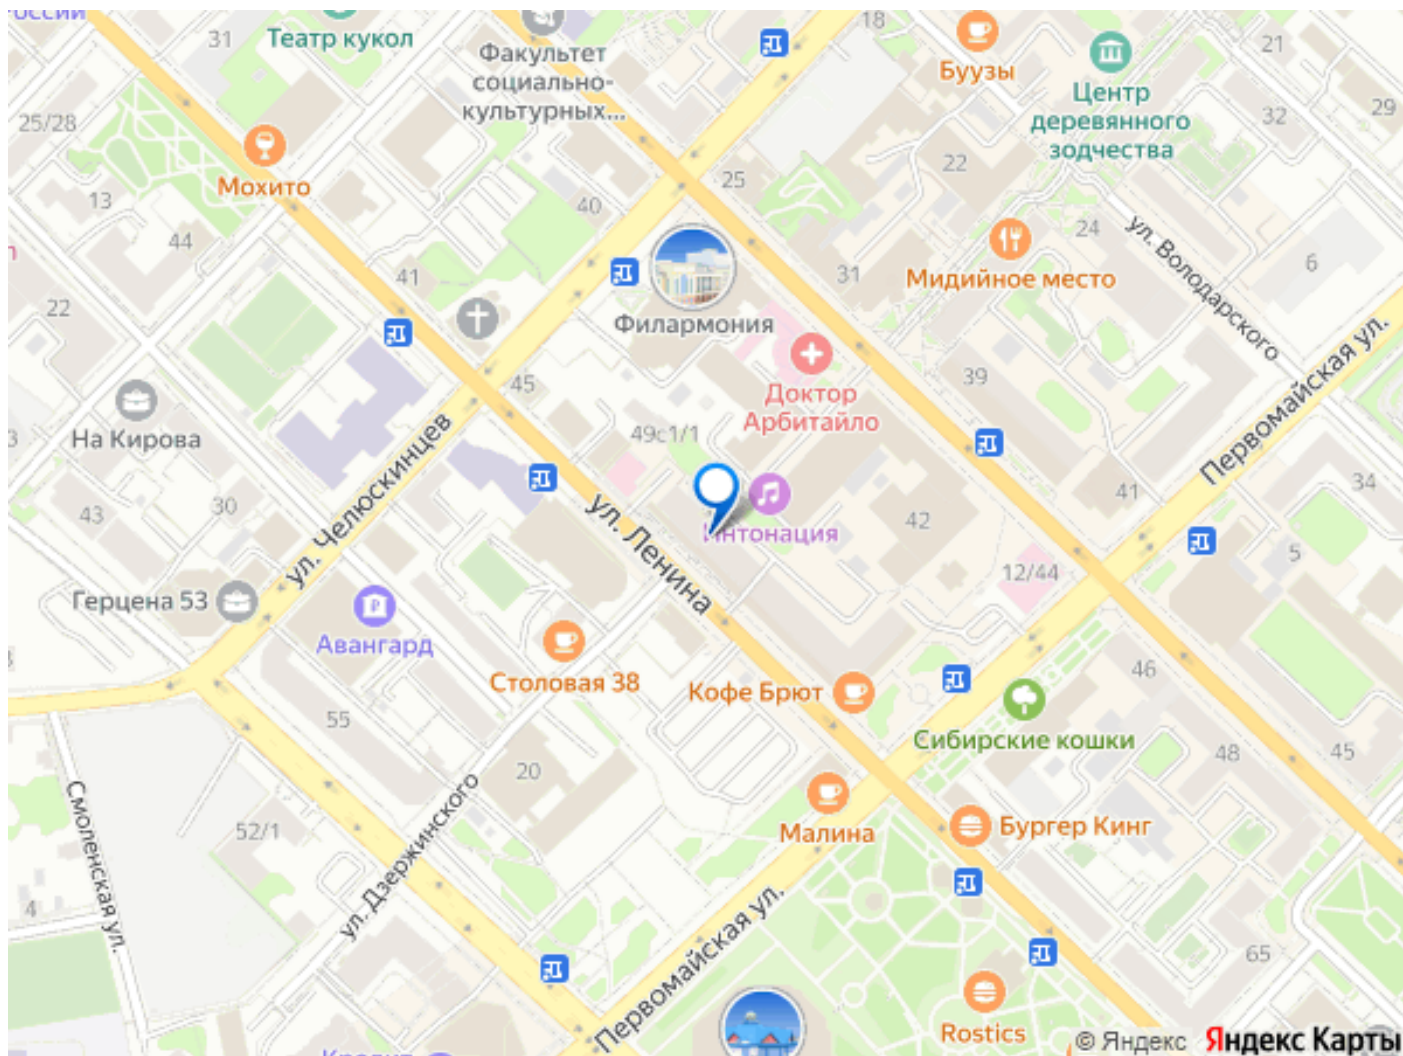 России
31
Театр кукол
Факультет
социально-
культурных...
18
Буузы
21
Центр
деревянного
зодчества
32
29
25/28
Мохито
13
44
40
25
22
24
ул. Володарского
6
Мидийное место
31
41
22
Филармония
Первомайская ул.
45
Доктор
Арбитайло
39
На Кирова
49с1/1
ул. Челюскинцев
43
30
ул. Ленина
Интонация
42
41
34
5
12/44
Герцена 53
Авангард
Столовая 38
Кофе Брют
46
Сибирские кошки
55
48
45
20
Смоленская ул.
52/1
ул. Дзержинского
Малина
Бургер Кинг
4
Первомайская ул.
65
Rostics
Кредит
© Яндекс Яндекс Карты